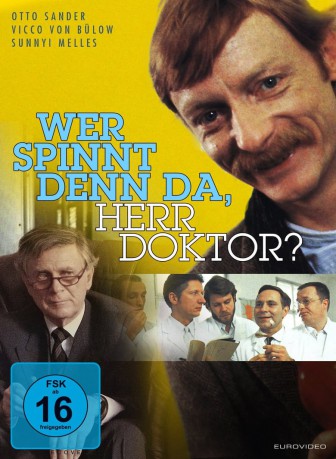 OTTO SANDER
VICCO VON BÜLOW
SUNNYI MELLES
WER
SPINNT
DENN DA,
HERR
DOKTOR?
FSK
ab
16
freigegeben
EUROVIDEO